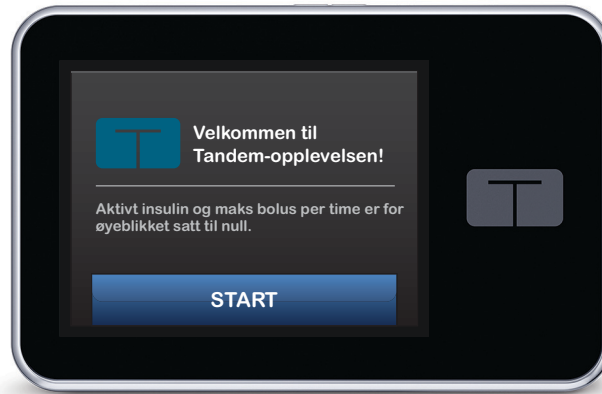 Velkommen til
Tandem-opplevelsen!
Aktivt insulin og maks bolus per time er for
øyeblikket satt til null.
START